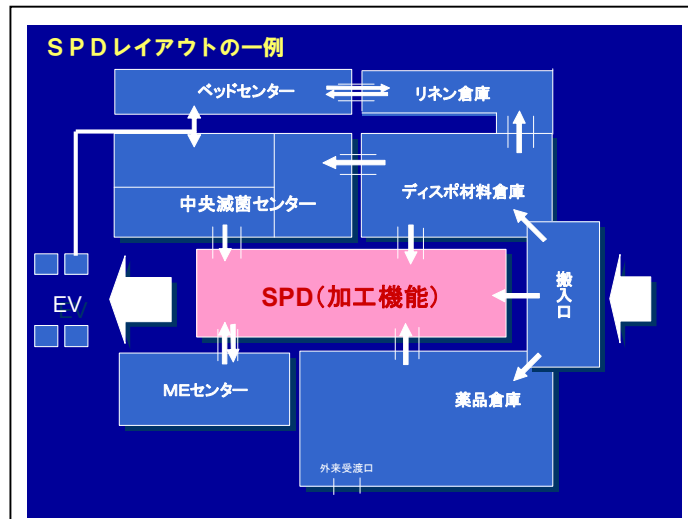 ＳＰＤレイアウトの一例
ベッドセンター
リネン倉庫
中央滅菌センター
ディスポ材料倉庫
搬入口
SPD(加工機能)
EV
MEセンター
薬品倉庫
外来受渡口